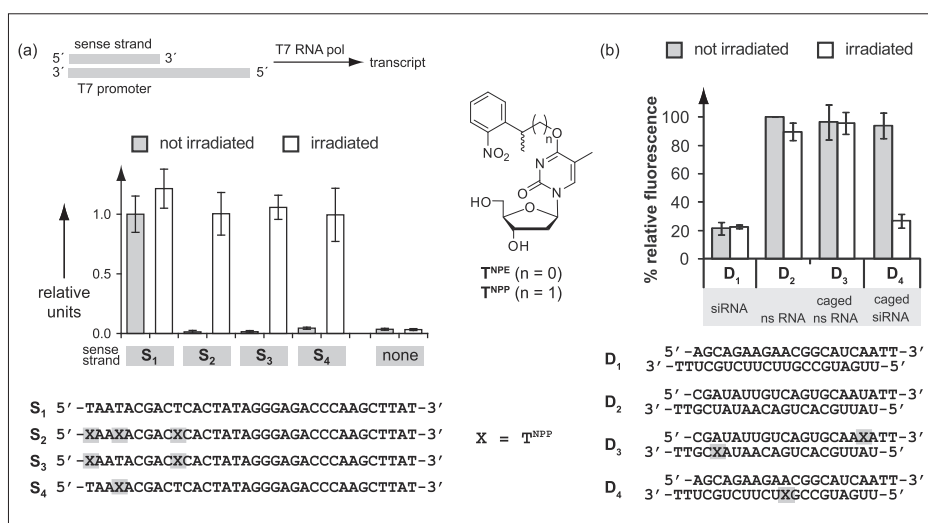 (a)
sense strand
5´ 3´
3´ 5´
T7 promoter
T7 RNA pol
transcript
not irradiated irradiated
1.0
0.5
0.0
relative
units
sense
strand
S1 S2 S3 S4 none
S1 5´-TAATACGACTCACTATAGGGAGACCCAAGCTTAT-3´
S2 5´-XAAXACGACXCACTATAGGGAGACCCAAGCTTAT-3´
S3 5´-XAATACGACXCACTATAGGGAGACCCAAGCTTAT-3´
S4 5´-TAAXACGACTCACTATAGGGAGACCCAAGCTTAT-3´
NO2
( )n
O
N
O N
HO O
OH
TNPE (n = 0)
TNPP (n = 1)
X = TNPP
(b)
not irradiated irradiated
% relative fluorescence
100
80
60
40
20
0
D1 D2 D3 D4
siRNA
ns RNA
caged
ns RNA
caged
siRNA
D1
5´-AGCAGAAGAACGGCAUCAATT-3´
3´-TTUCGUCUUCUUGCCGUAGUU-5´
D2
5´-CGAUAUUGUCAGUGCAAUATT-3´
3´-TTGCUAUAACAGUCACGUUAU-5´
D3
5´-CGAUAUUGUCAGUGCAAXATT-3´
3´-TTGCXAUAACAGUCACGUUAU-5´
D4
5´-AGCAGAAGAACGGCAUCAATT-3´
3´-TTUCGUCUUCUXGCCGUAGUU-5´